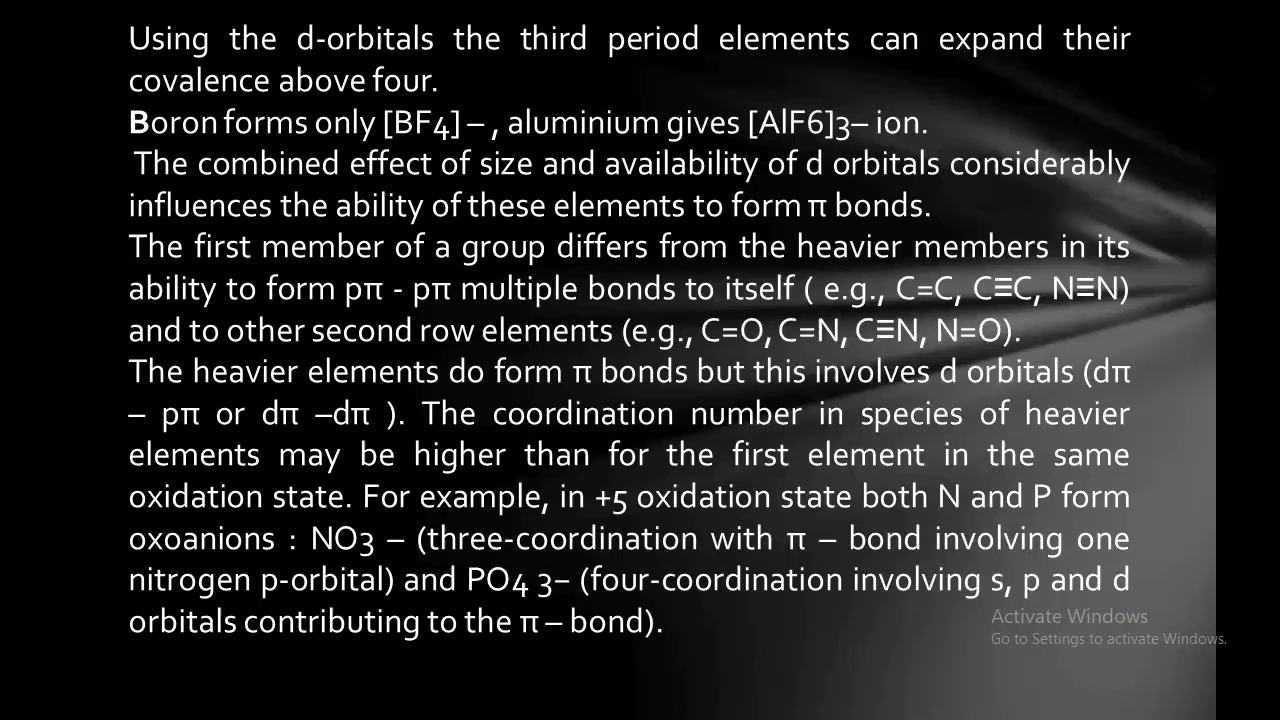 Using the d-orbitals the third period elements can expand their
covalence above four.
Boron forms only [BF4] – , aluminium gives [AlF6]3– ion.
The combined effect of size and availability of d orbitals considerably
influences the ability of these elements to form π bonds.
The first member of a group differs from the heavier members in its
ability to form pπ - pπ multiple bonds to itself ( e.g., C=C, C≡C, N≡N)
and to other second row elements (e.g., C=O, C=N, C≡N, N=O).
The heavier elements do form π bonds but this involves d orbitals (dπ
– pπ or dπ –dπ ). The coordination number in species of heavier
elements may be higher than for the first element in the same
oxidation state. For example, in +5 oxidation state both N and P form
oxoanions : NO3 – (three-coordination with π – bond involving one
nitrogen p-orbital) and PO4 3− (four-coordination involving s, p and d
orbitals contributing to the π – bond).
Activate Windows
Go to Settings to activate Windows.